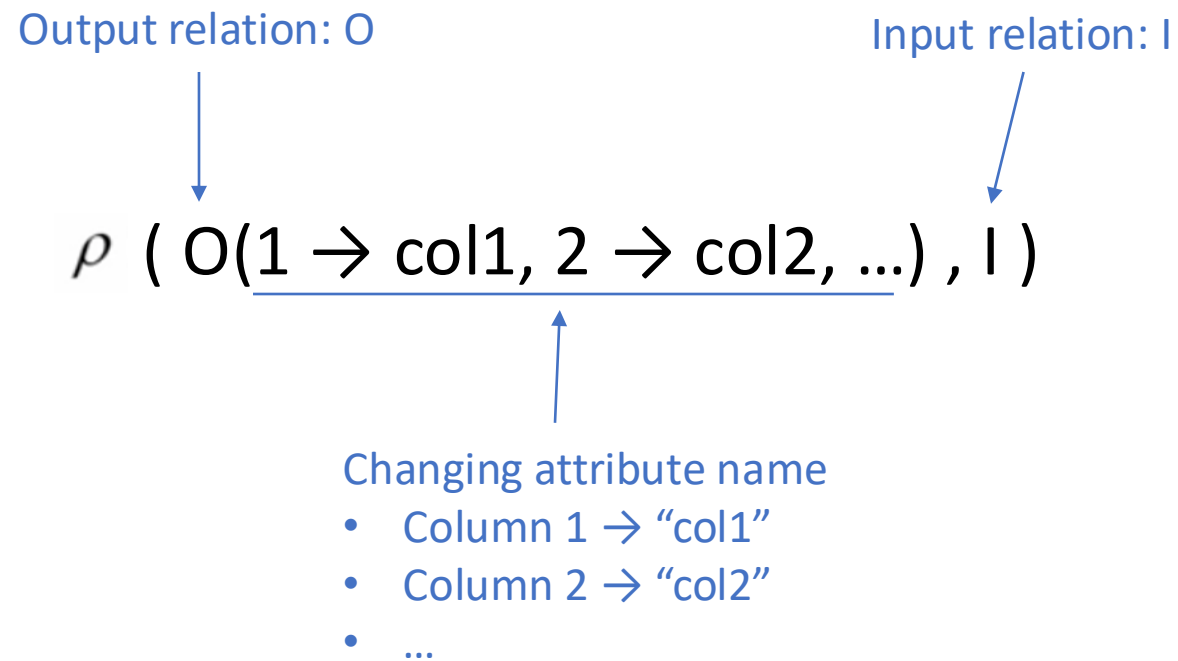 Output relation: O
Input relation: I
ρ ( O(1 → col1, 2 → col2, …) , I )
Changing attribute name
• Column 1 → “col1”
• Column 2 → “col2”
• …